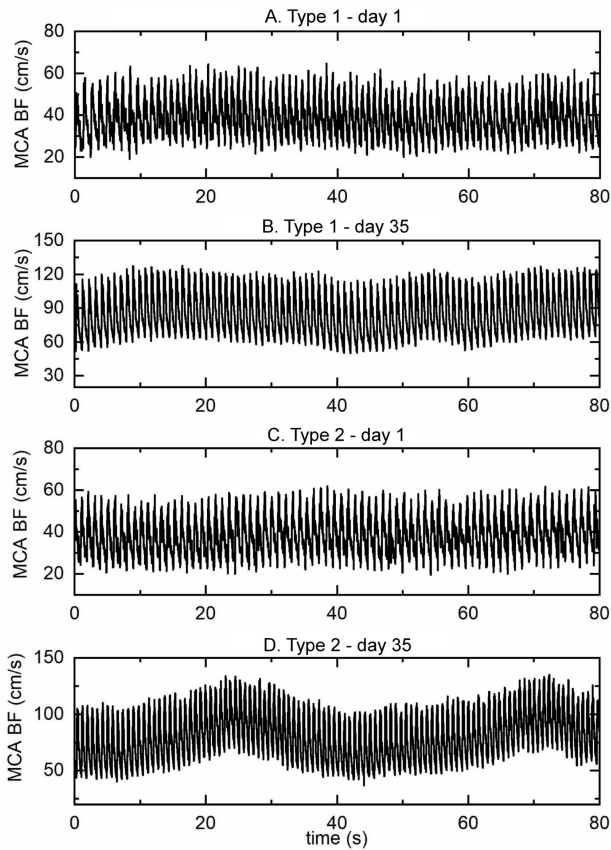 A. Type 1 - day 1
MCA BF (cm/s)
80
60
40
20
0 20 40 60 80
B. Type 1 - day 35
MCA BF (cm/s)
150
120
90
60
30
0 20 40 60 80
C. Type 2 - day 1
MCA BF (cm/s)
80
60
40
20
0 20 40 60 80
D. Type 2 - day 35
MCA BF (cm/s)
150
100
50
0 20 40 60 80
time (s)